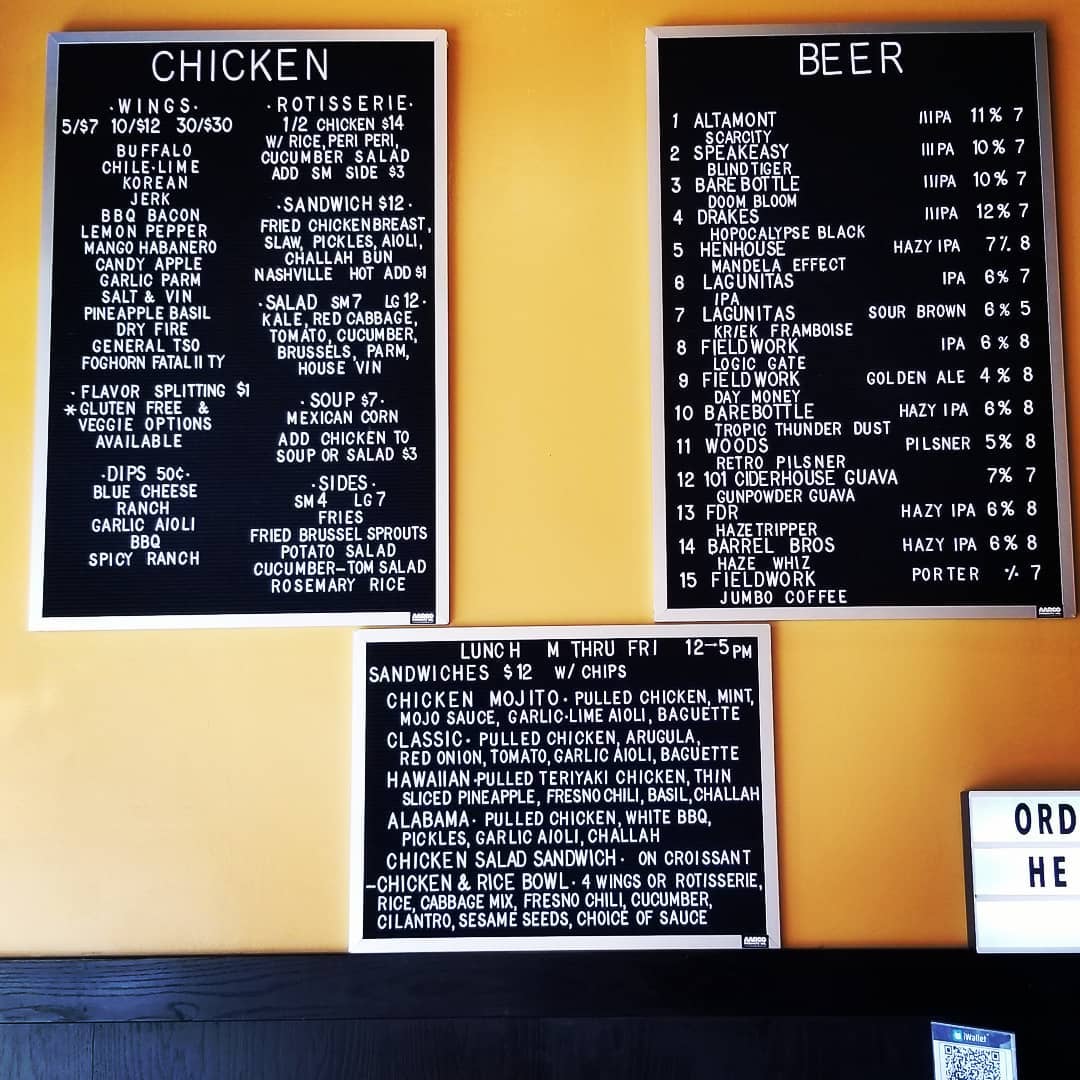 CHICKEN
·WINGS·
5/$7 10/$12 30/$30
BUFFALO
CHILE·LIME
KOREAN
JERK
BBQ BACON
LEMON PEPPER
MANGO HABANERO
CANDY APPLE
GARLIC PARM
SALT & VIN
PINEAPPLE BASIL
DRY FIRE
GENERAL TSO
FOGHORN FATALIITY
·FLAVOR SPLITTING $1
*GLUTEN FREE &
VEGGIE OPTIONS
AVAILABLE
·DIPS 50¢·
BLUE CHEESE
RANCH
GARLIC AIOLI
BBQ
SPICY RANCH
·ROTISSERIE·
1/2 CHICKEN $14
W/ RICE, PERI PERI,
CUCUMBER SALAD
ADD SM SIDE $3
·SANDWICH $12·
FRIED CHICKEN BREAST,
SLAW, PICKLES, AIOLI,
CHALLAH BUN
NASHVILLE HOT ADD $1
·SALAD SM 7 LG 12·
KALE, RED CABBAGE,
TOMATO, CUCUMBER,
BRUSSELS, PARM,
HOUSE VIN
·SOUP $7·
MEXICAN CORN
ADD CHICKEN TO
SOUP OR SALAD $3
·SIDES·
SM 4 LG 7
FRIES
FRIED BRUSSEL SPROUTS
POTATO SALAD
CUCUMBER-TOM SALAD
ROSEMARY RICE
AARCO
BEER
1 ALTAMONT IIIPA 11% 7
SCARCITY
2 SPEAKEASY IIIPA 10% 7
BLIND TIGER
3 BARE BOTTLE IIIPA 10% 7
DOOM BLOOM
4 DRAKES IIIPA 12% 7
HOPOCALYPSE BLACK
5 HENHOUSE HAZY IPA 7% 8
MANDELA EFFECT
6 LAGUNITAS IPA 6% 7
IPA
7 LAGUNITAS SOUR BROWN 6% 5
KR/EK FRAMBOISE
8 FIELDWORK IPA 6% 8
LOGIC GATE
9 FIELDWORK GOLDEN ALE 4% 8
DAY MONEY
10 BAREBOTTLE HAZY IPA 6% 8
TROPIC THUNDER DUST
11 WOODS PILSNER 5% 8
RETRO PILSNER
12 101 CIDERHOUSE GUAVA 7% 7
GUNPOWDER GUAVA
13 FDR HAZY IPA 6% 8
HAZETRIPPER
14 BARREL BROS HAZY IPA 6% 8
HAZE WHIZ
15 FIELDWORK PORTER % 7
JUMBO COFFEE
AARCO
LUNCH M THRU FRI 12-5 PM
SANDWICHES $12 W/ CHIPS
CHICKEN MOJITO· PULLED CHICKEN, MINT,
MOJO SAUCE, GARLIC-LIME AIOLI, BAGUETTE
CLASSIC· PULLED CHICKEN, ARUGULA,
RED ONION, TOMATO, GARLIC AIOLI, BAGUETTE
HAWAIIAN·PULLED TERIYAKI CHICKEN, THIN
SLICED PINEAPPLE, FRESNO CHILI, BASIL, CHALLAH
ALABAMA· PULLED CHICKEN, WHITE BBQ,
PICKLES, GARLIC AIOLI, CHALLAH
CHICKEN SALAD SANDWICH· ON CROISSANT
-CHICKEN & RICE BOWL· 4 WINGS OR ROTISSERIE,
RICE, CABBAGE MIX, FRESNO CHILI, CUCUMBER,
CILANTRO, SESAME SEEDS, CHOICE OF SAUCE
AARCO
ORD
HE
iWallet